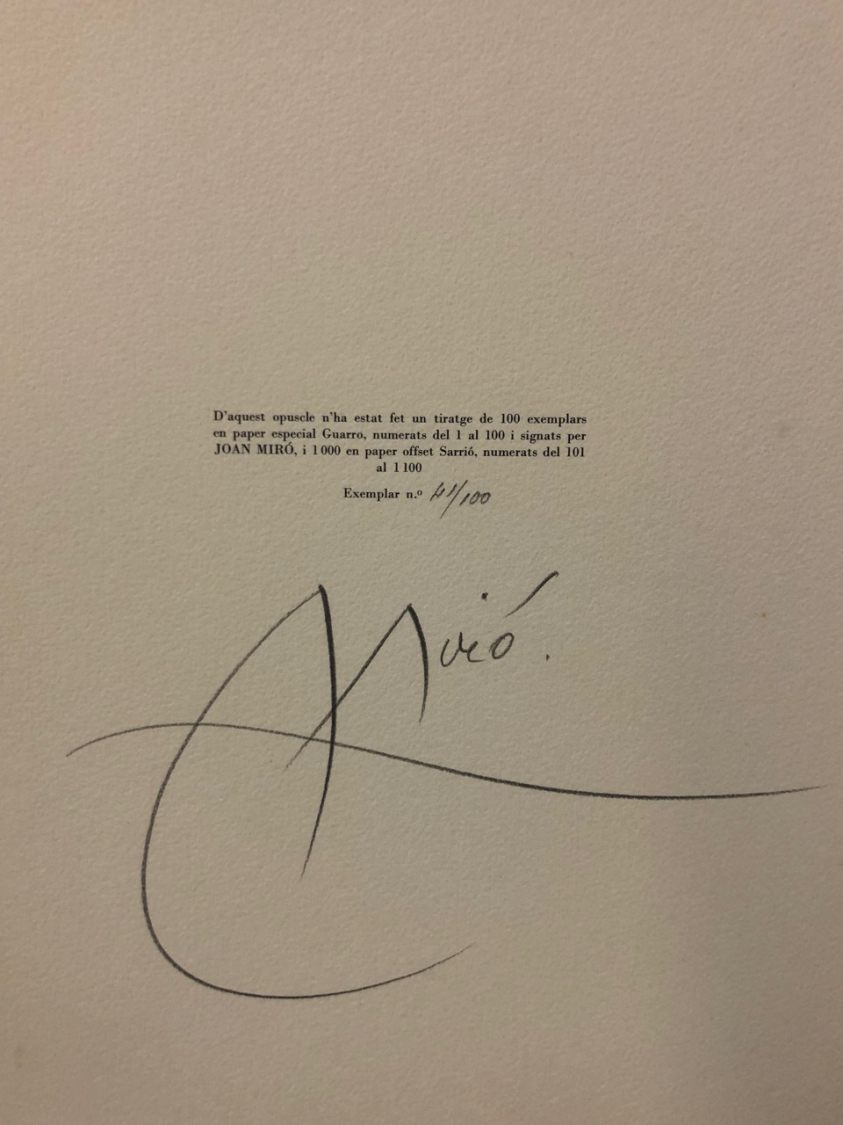 D'aquest opuscle n'ha estat fet un tiratge de 100 exemplars
en paper especial Guarro, numerats del 1 al 100 i signats per
JOAN MIRÓ, i 1 000 en paper offset Sarrió, numerats del 101
al 1 100
Exemplar n.º 41/100
Miró.